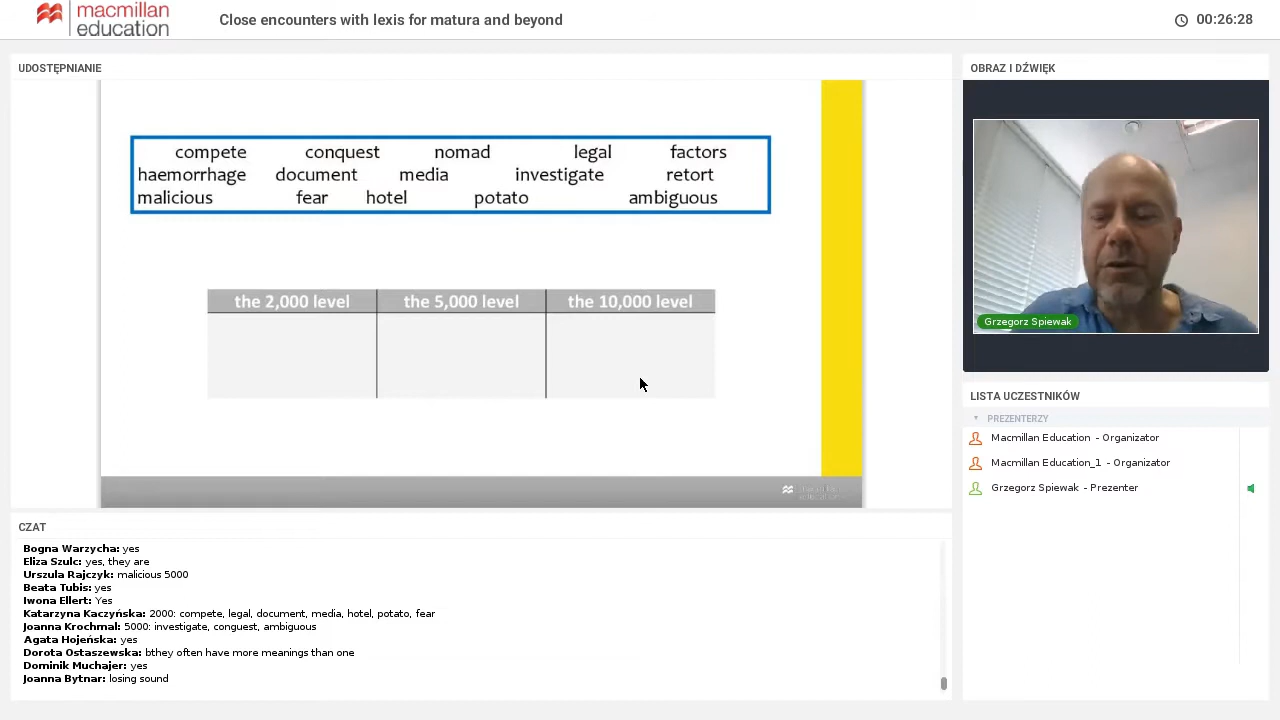 macmillan
education
Close encounters with lexis for matura and beyond
00:26:28
UDOSTĘPNIANIE
compete conquest nomad legal factors
haemorrhage document media investigate retort
malicious fear hotel potato ambiguous
the 2,000 level the 5,000 level the 10,000 level
CZAT
Bogna Warzycha: yes
Eliza Szulc: yes, they are
Urszula Rajczyk: malicious 5000
Beata Tubis: yes
Iwona Ellert: Yes
Katarzyna Kaczyńska: 2000: compete, legal, document, media, hotel, potato, fear
Joanna Krochmal: 5000: investigate, conguest, ambiguous
Agata Hojeńska: yes
Dorota Ostaszewska: bthey often have more meanings than one
Dominik Muchajer: yes
Joanna Bytnar: losing sound
OBRAZ I DŹWIĘK
Grzegorz Spiewak
LISTA UCZESTNIKÓW
PREZENTERZY
Macmillan Education - Organizator
Macmillan Education_1 - Organizator
Grzegorz Spiewak - Prezenter